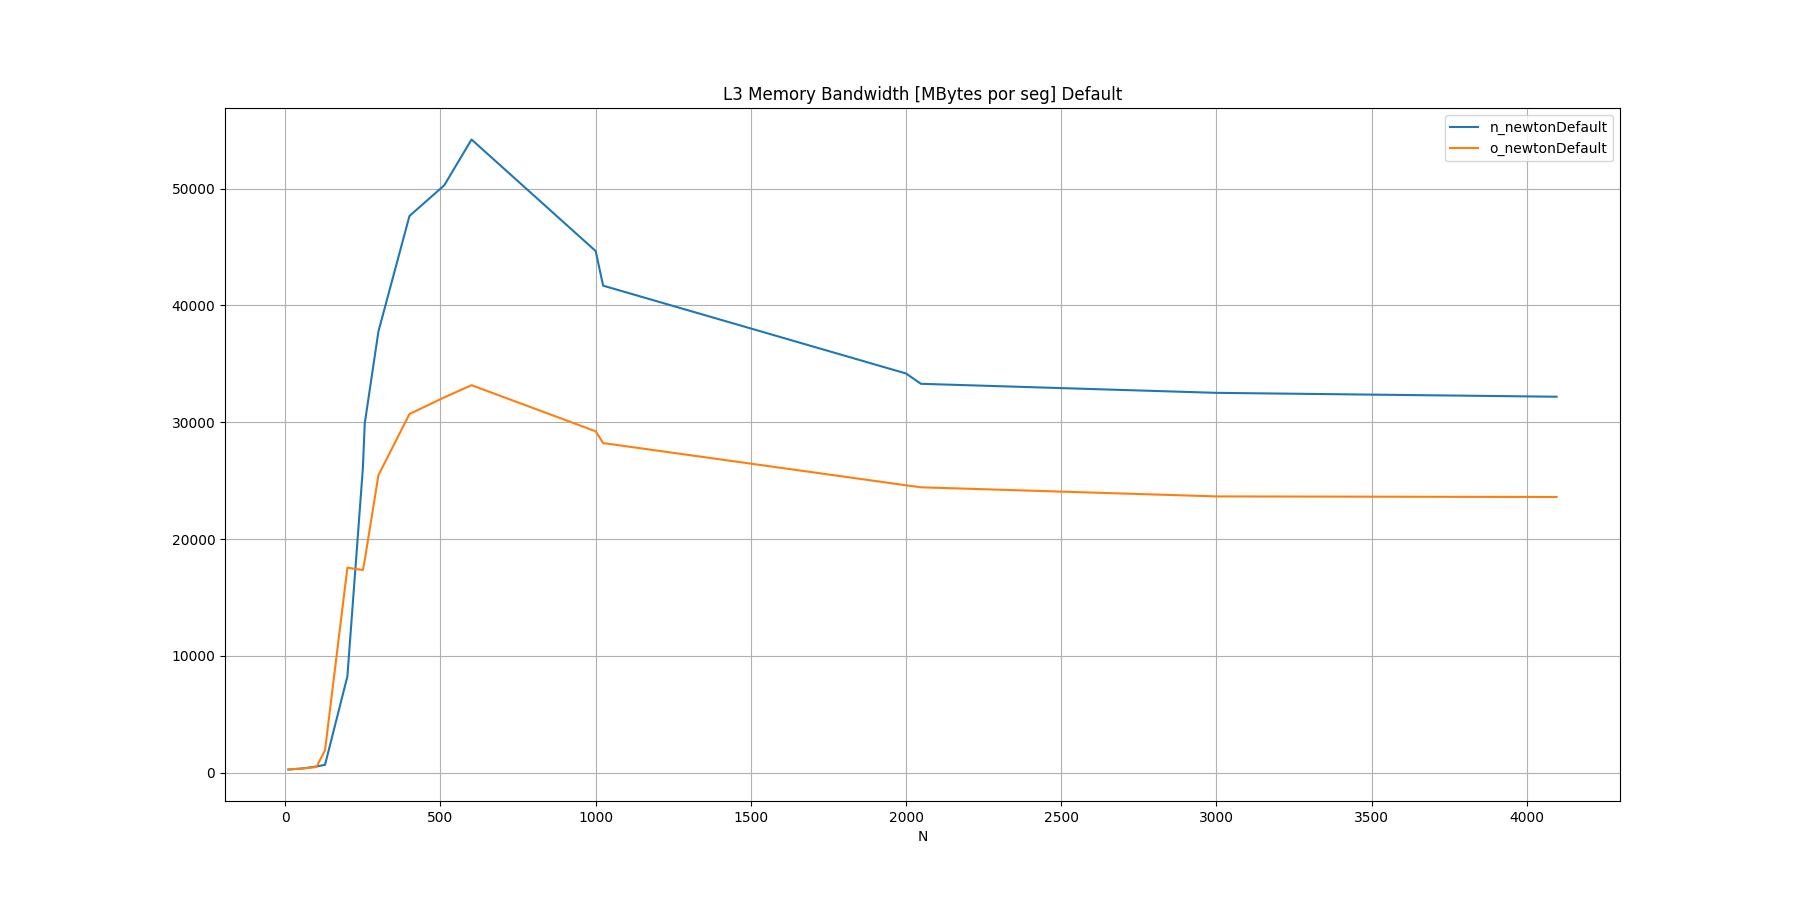 L3 Memory Bandwidth [MBytes por seg] Default
n_newtonDefault
o_newtonDefault
50000
40000
30000
20000
10000
0
0 500 1000 1500 2000 2500 3000 3500 4000
N